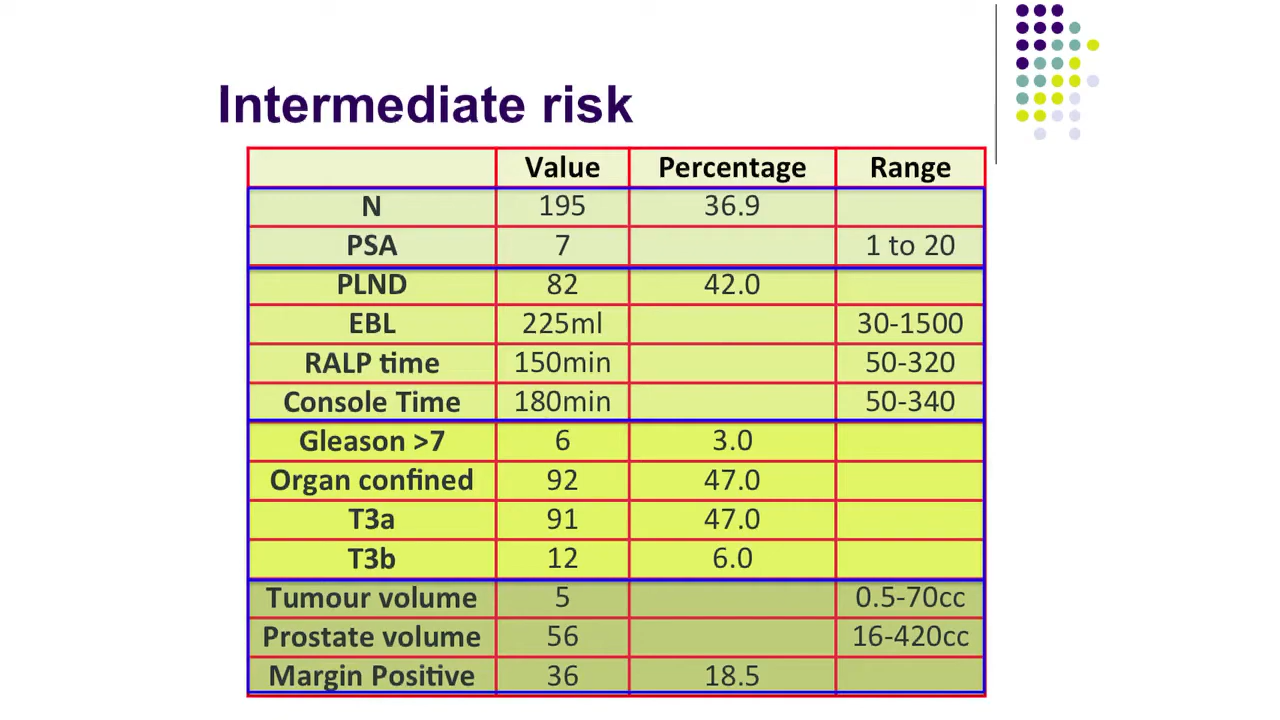 Intermediate risk
Value Percentage Range
N 195 36.9
PSA 7 1 to 20
PLND 82 42.0
EBL 225ml 30-1500
RALP time 150min 50-320
Console Time 180min 50-340
Gleason >7 6 3.0
Organ confined 92 47.0
T3a 91 47.0
T3b 12 6.0
Tumour volume 5 0.5-70cc
Prostate volume 56 16-420cc
Margin Positive 36 18.5